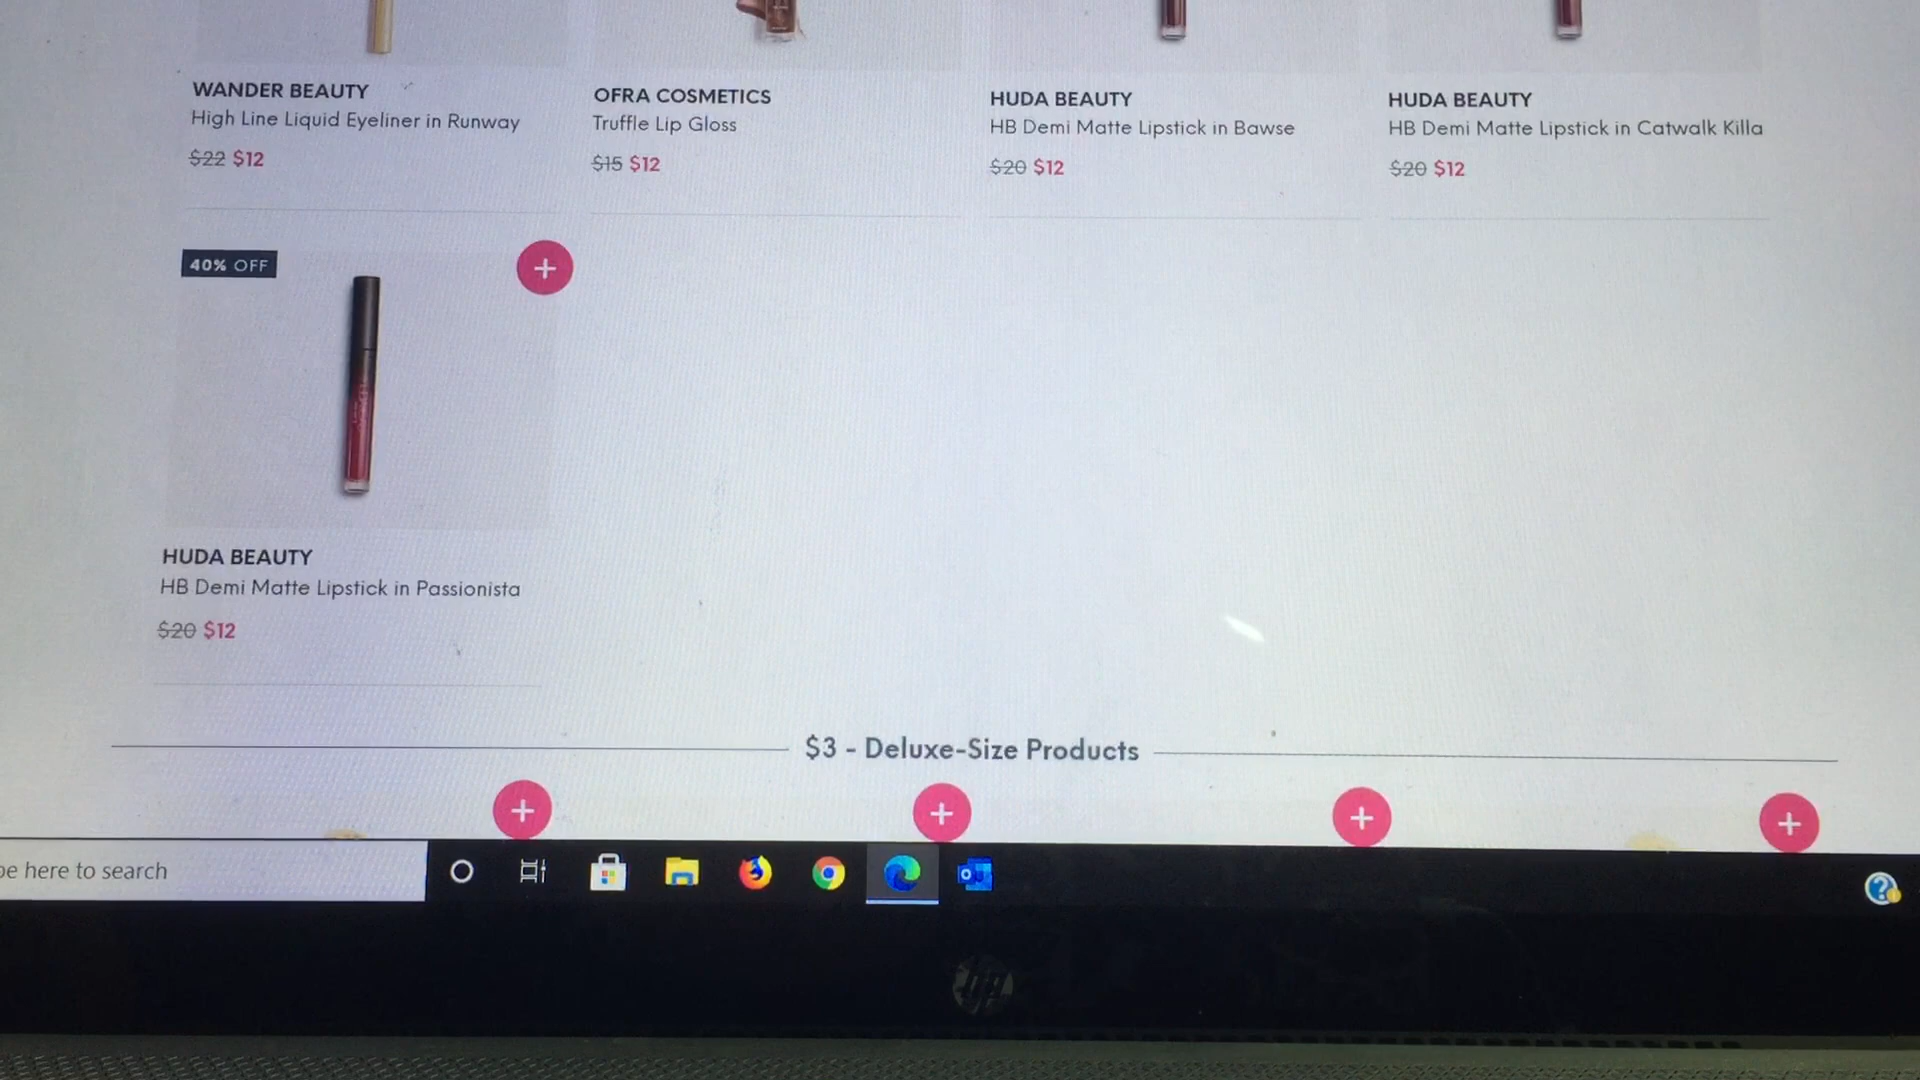 WANDER BEAUTY
High Line Liquid Eyeliner in Runway
$22 $12
OFRA COSMETICS
Truffle Lip Gloss
$15 $12
HUDA BEAUTY
HB Demi Matte Lipstick in Bawse
$20 $12
HUDA BEAUTY
HB Demi Matte Lipstick in Catwalk Killa
$20 $12
40% OFF
HUDA BEAUTY
HB Demi Matte Lipstick in Passionista
$20 $12
$3 - Deluxe-Size Products
pe here to search
hp